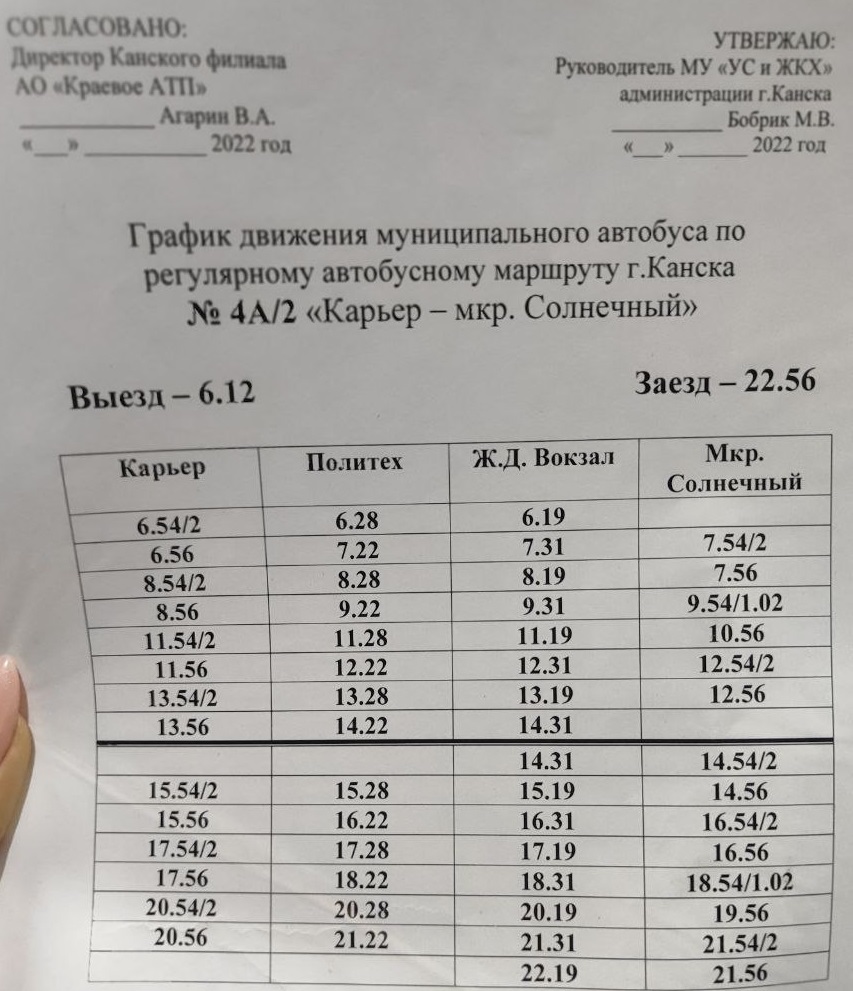 СОГЛАСОВАНО:
Директор Канского филиала
АО «Краевое АТП»
____________ Агарин В.А.
«___» ___________ 2022 год
УТВЕРЖАЮ:
Руководитель МУ «УС и ЖКХ»
администрации г.Канска
__________ Бобрик М.В.
«___» _______ 2022 год
График движения муниципального автобуса по
регулярному автобусному маршруту г.Канска
№ 4А/2 «Карьер – мкр. Солнечный»
Выезд – 6.12 Заезд – 22.56
Карьер Политех Ж.Д. Вокзал Мкр.
Солнечный
6.54/2 6.28 6.19
6.56 7.22 7.31 7.54/2
8.54/2 8.28 8.19 7.56
8.56 9.22 9.31 9.54/1.02
11.54/2 11.28 11.19 10.56
11.56 12.22 12.31 12.54/2
13.54/2 13.28 13.19 12.56
13.56 14.22 14.31
14.31 14.54/2
15.54/2 15.28 15.19 14.56
15.56 16.22 16.31 16.54/2
17.54/2 17.28 17.19 16.56
17.56 18.22 18.31 18.54/1.02
20.54/2 20.28 20.19 19.56
20.56 21.22 21.31 21.54/2
22.19 21.56